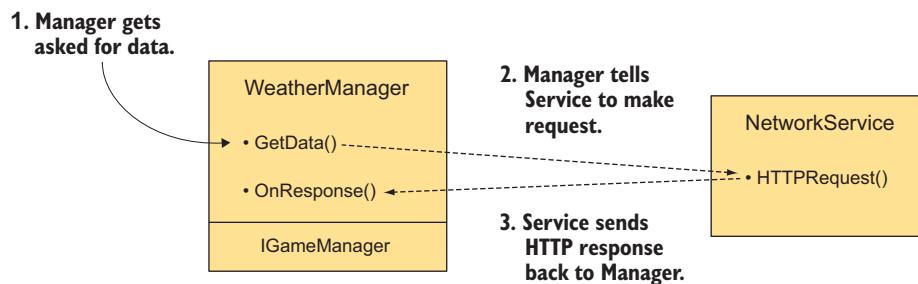 1. Manager gets
asked for data.
WeatherManager
• GetData()
• OnResponse()
IGameManager
2. Manager tells
Service to make
request.
NetworkService
• HTTPRequest()
3. Service sends
HTTP response
back to Manager.